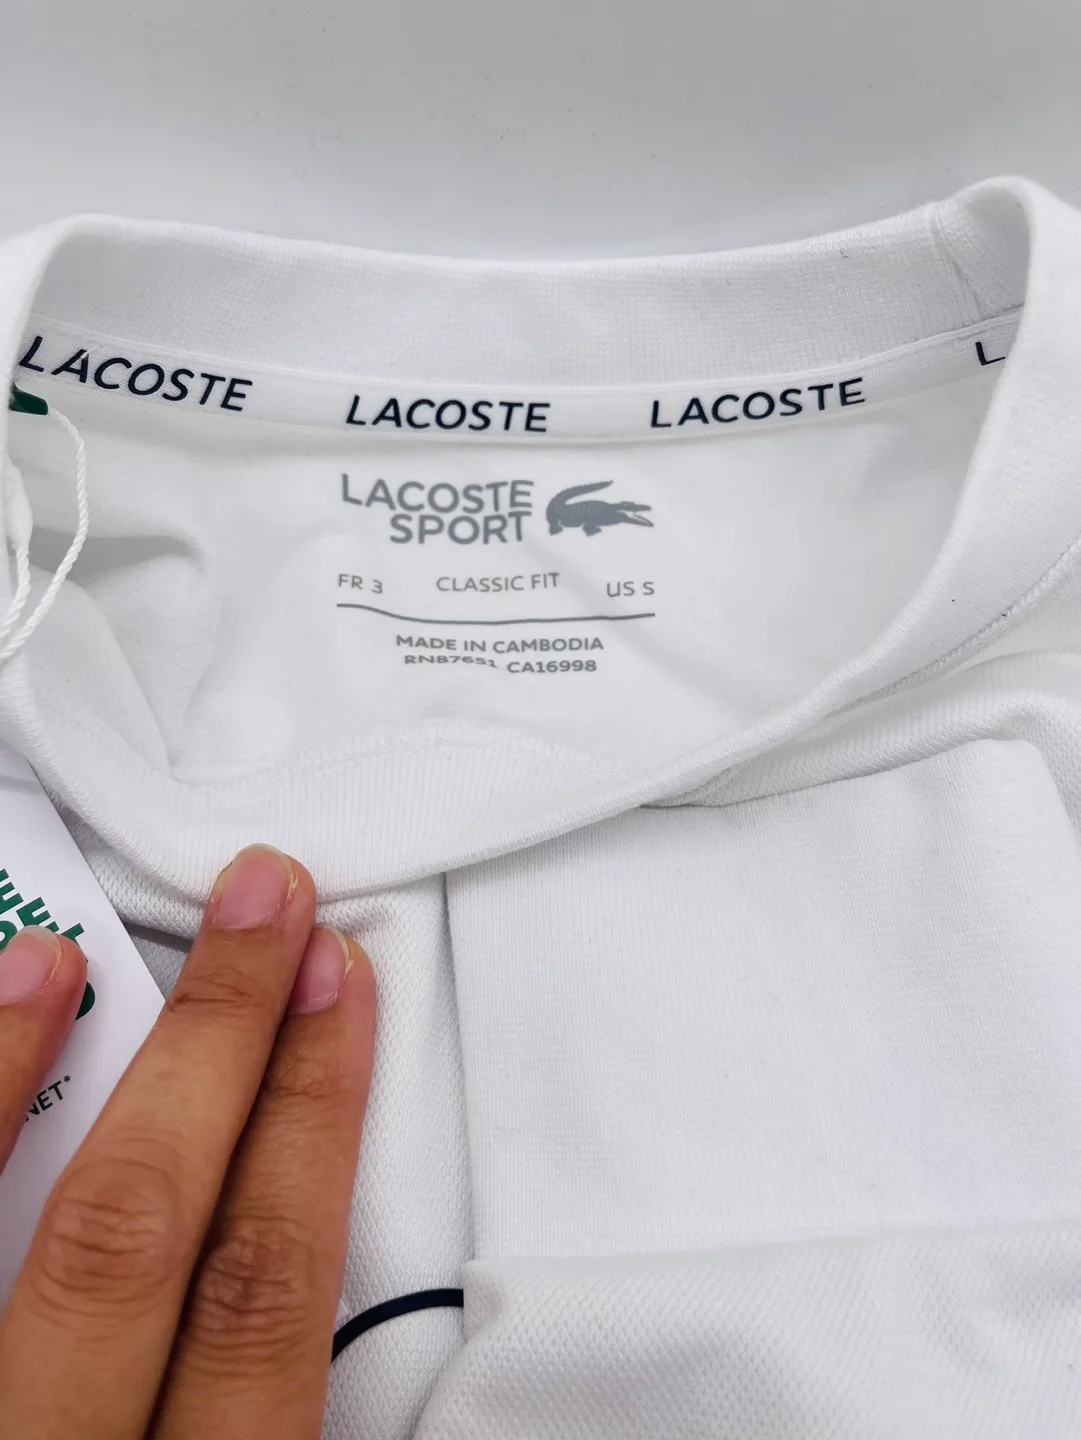 LACOSTE LACOSTE LACOSTE L
LACOSTE
SPORT
FR 3 CLASSIC FIT US S
MADE IN CAMBODIA
RN87651 CA16998
NET*